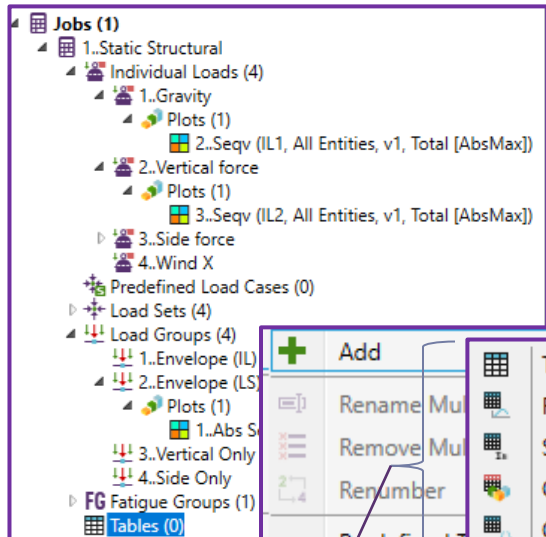 Jobs (1)
1..Static Structural
Individual Loads (4)
1..Gravity
Plots (1)
2..Seqv (IL1, All Entities, v1, Total [AbsMax])
2..Vertical force
Plots (1)
3..Seqv (IL2, All Entities, v1, Total [AbsMax])
3..Side force
4..Wind X
Predefined Load Cases (0)
Load Sets (4)
Load Groups (4)
1..Envelope (IL)
2..Envelope (LS)
Plots (1)
1..Abs S
3..Vertical Only
4..Side Only
FG Fatigue Groups (1)
Tables (0)
Add
Rename Mul
Remove Mul
Renumber